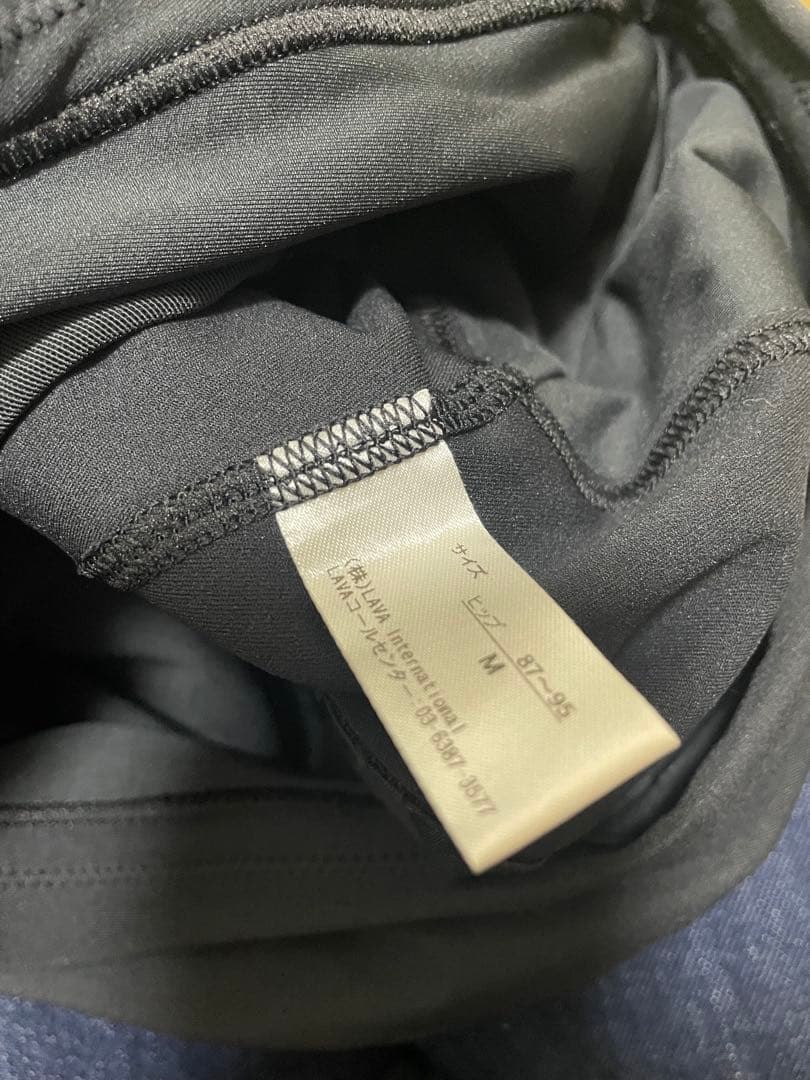 サイズ
ヒップ 87〜95
M
(株)LAVA International
LAVAコールセンター:03 6387-3577